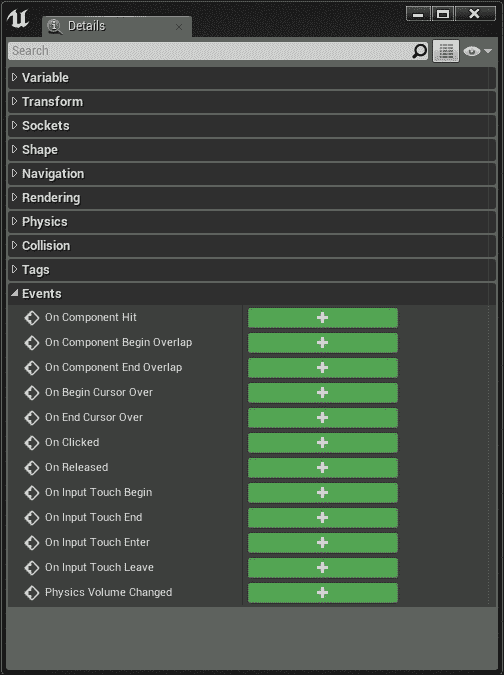 Details
Search
Variable
Transform
Sockets
Shape
Navigation
Rendering
Physics
Collision
Tags
Events
On Component Hit
On Component Begin Overlap
On Component End Overlap
On Begin Cursor Over
On End Cursor Over
On Clicked
On Released
On Input Touch Begin
On Input Touch End
On Input Touch Enter
On Input Touch Leave
Physics Volume Changed